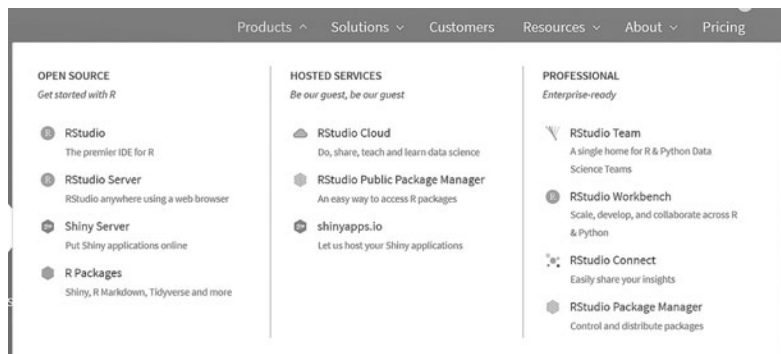 Products Solutions Customers Resources About Pricing
OPEN SOURCE
Get started with R
RStudio
The premier IDE for R
RStudio Server
RStudio anywhere using a web browser
Shiny Server
Put Shiny applications online
R Packages
Shiny, R Markdown, Tidyverse and more
HOSTED SERVICES
Be our guest, be our guest
RStudio Cloud
Do, share, teach and learn data science
RStudio Public Package Manager
An easy way to access R packages
shinyapps.io
Let us host your Shiny applications
PROFESSIONAL
Enterprise-ready
RStudio Team
A single home for R & Python Data
Science Teams
RStudio Workbench
Scale, develop, and collaborate across R
& Python
RStudio Connect
Easily share your insights
RStudio Package Manager
Control and distribute packages